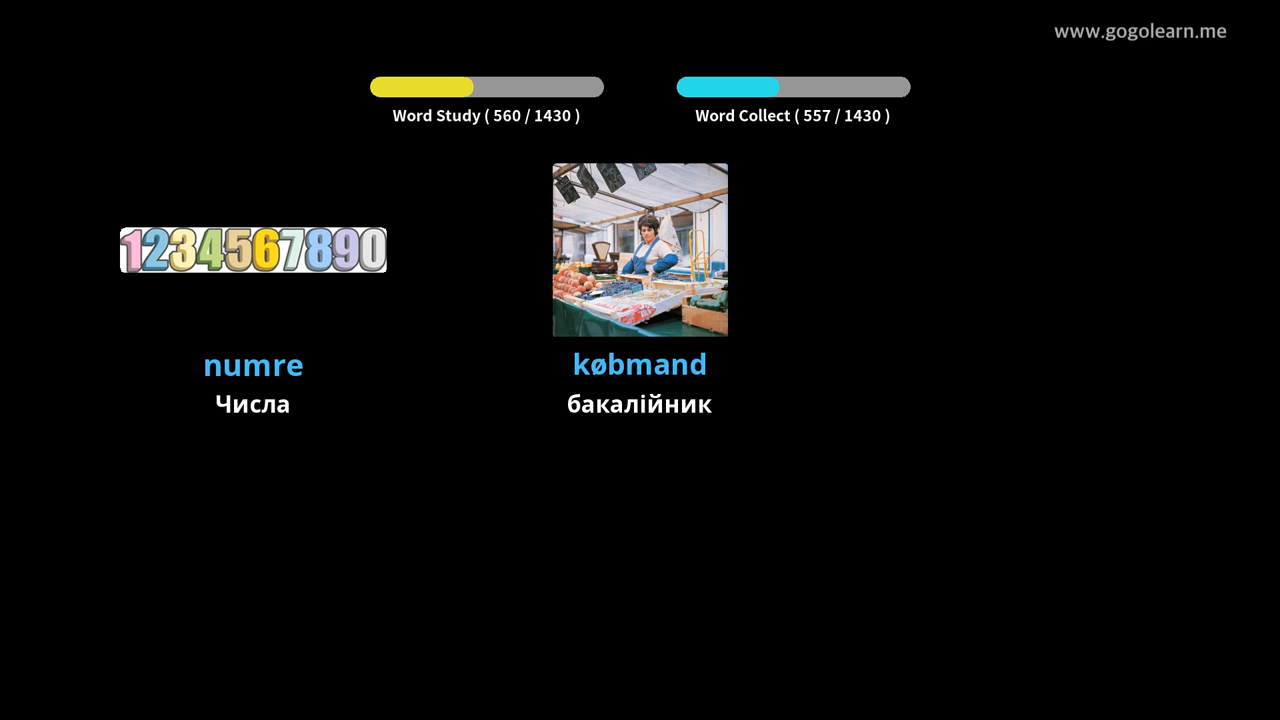 www.gogolearn.me
Word Study ( 560 / 1430 )
Word Collect ( 557 / 1430 )
1234567890
numre
Числа
købmand
бакалійник